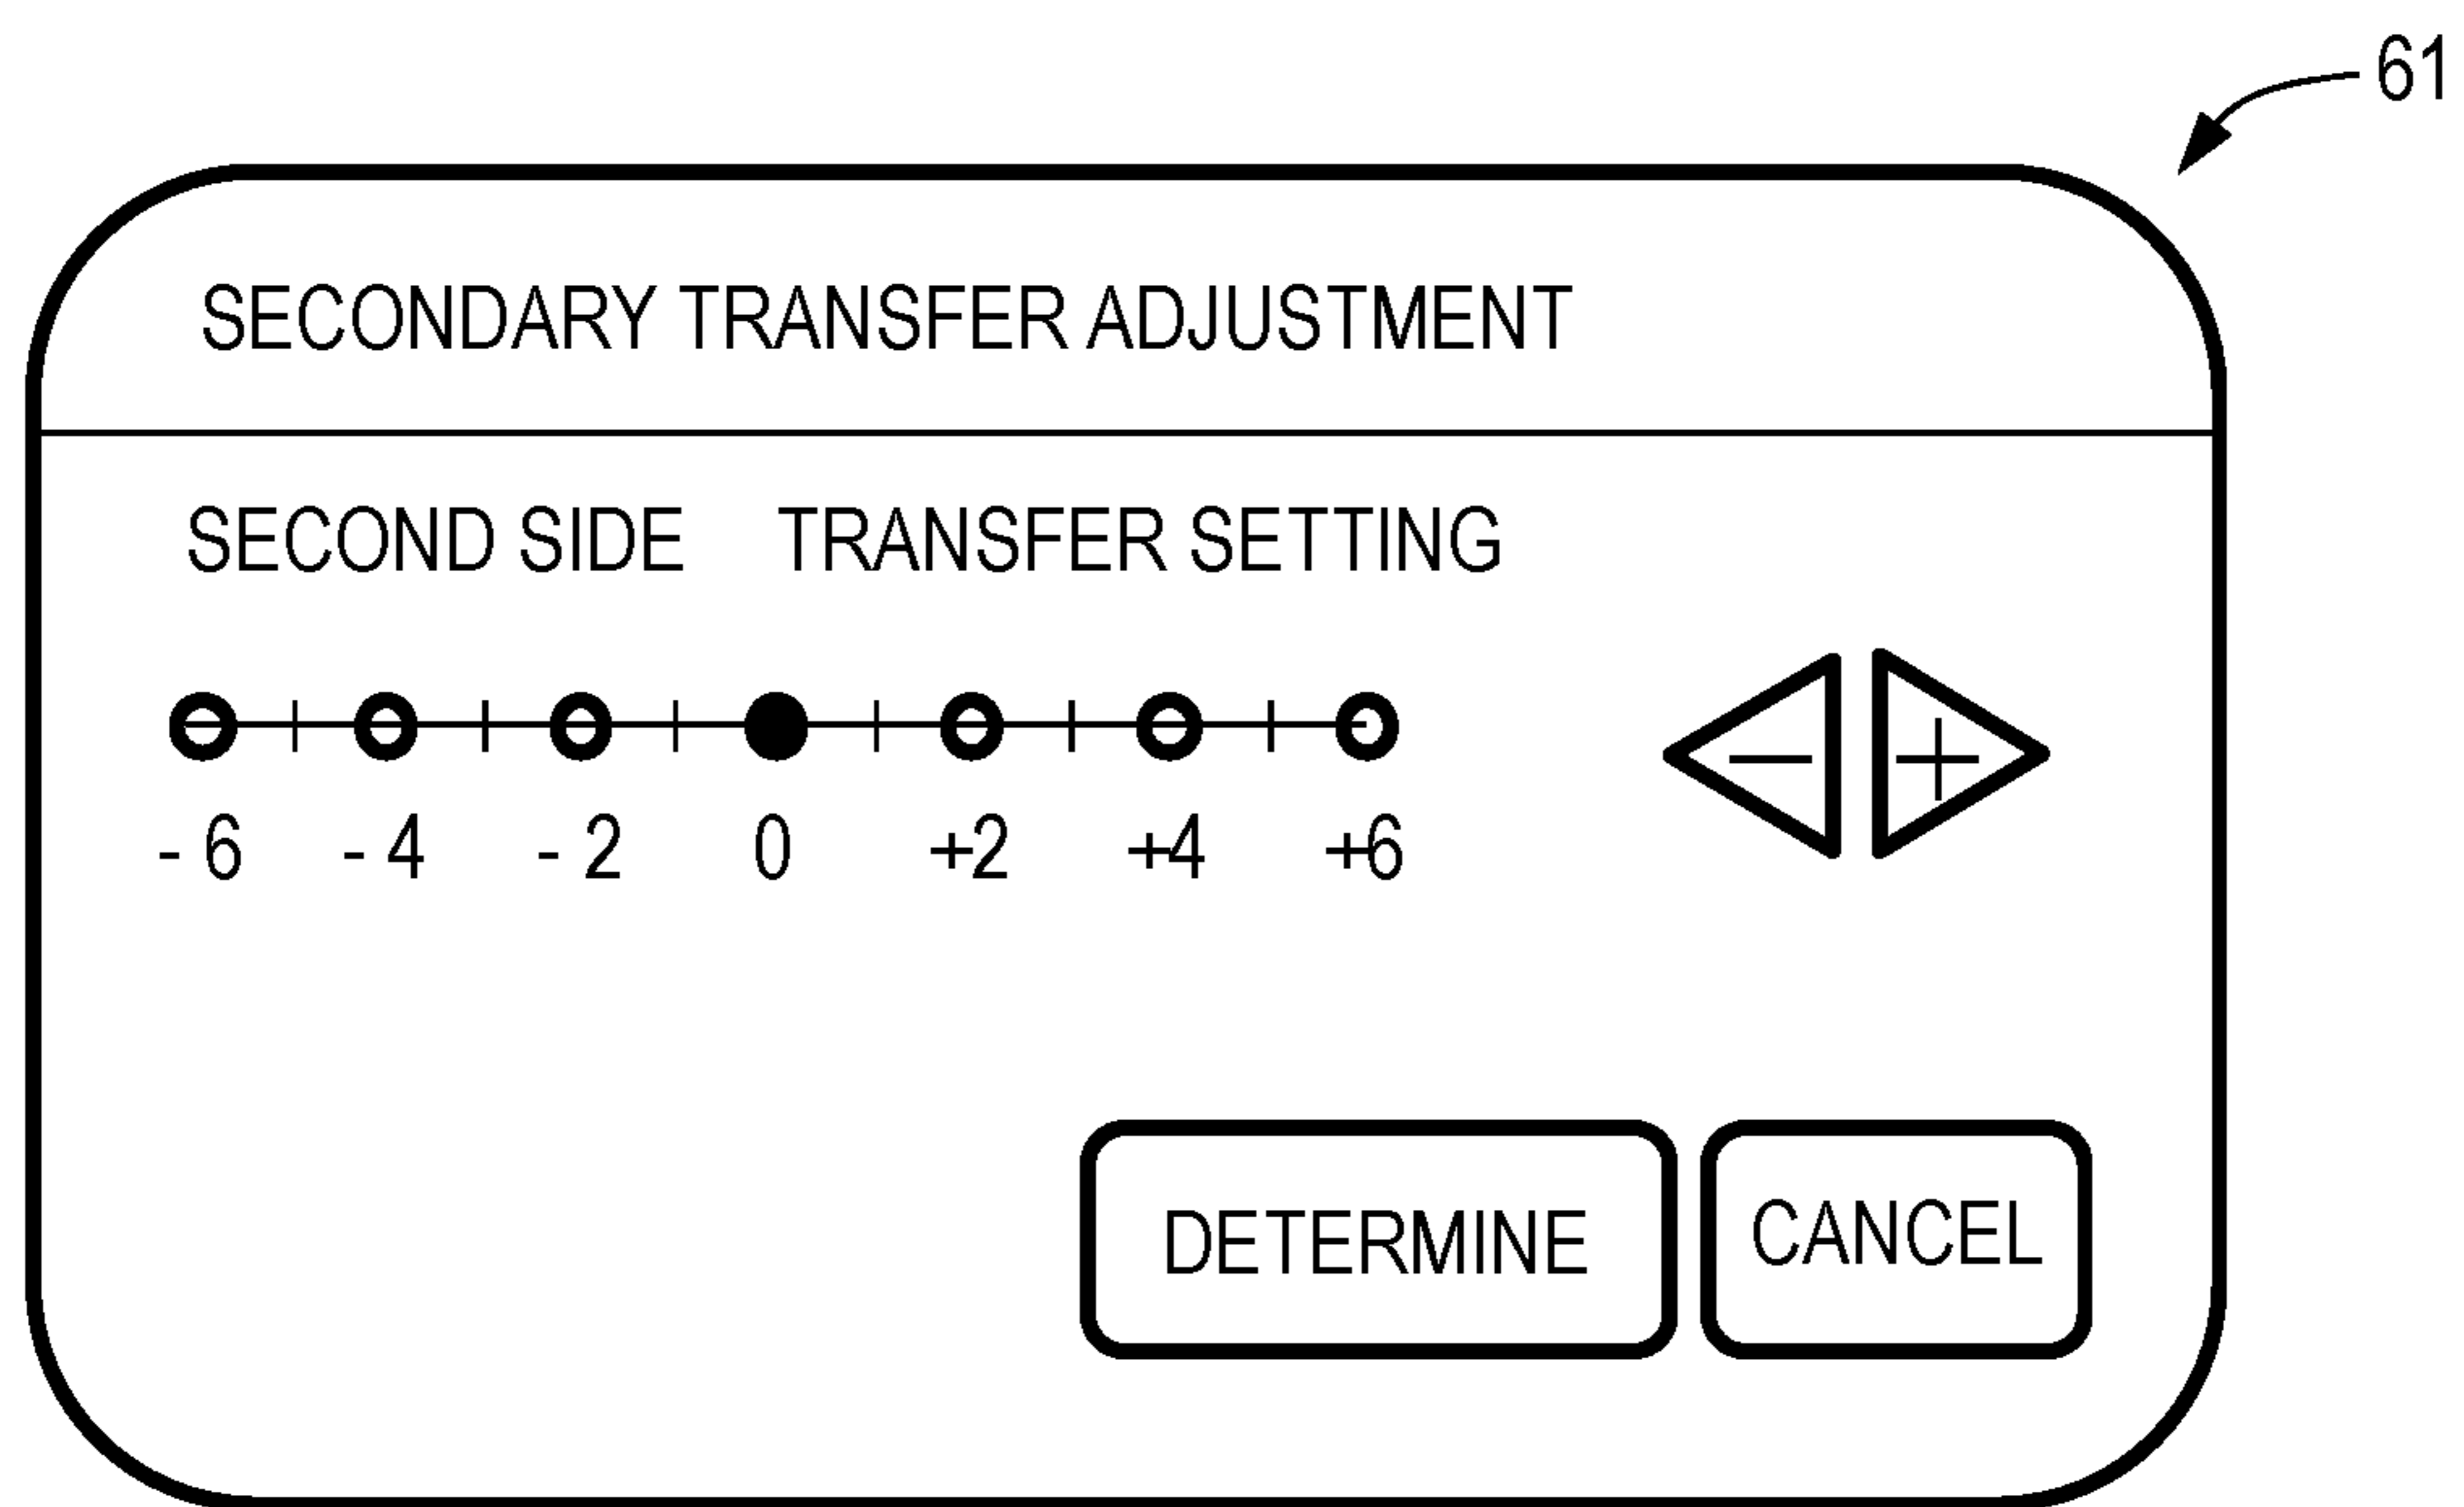 61
SECONDARY TRANSFER ADJUSTMENT
SECOND SIDE TRANSFER SETTING
- 6 - 4 - 2 0 +2 +4 +6
− +
DETERMINE CANCEL